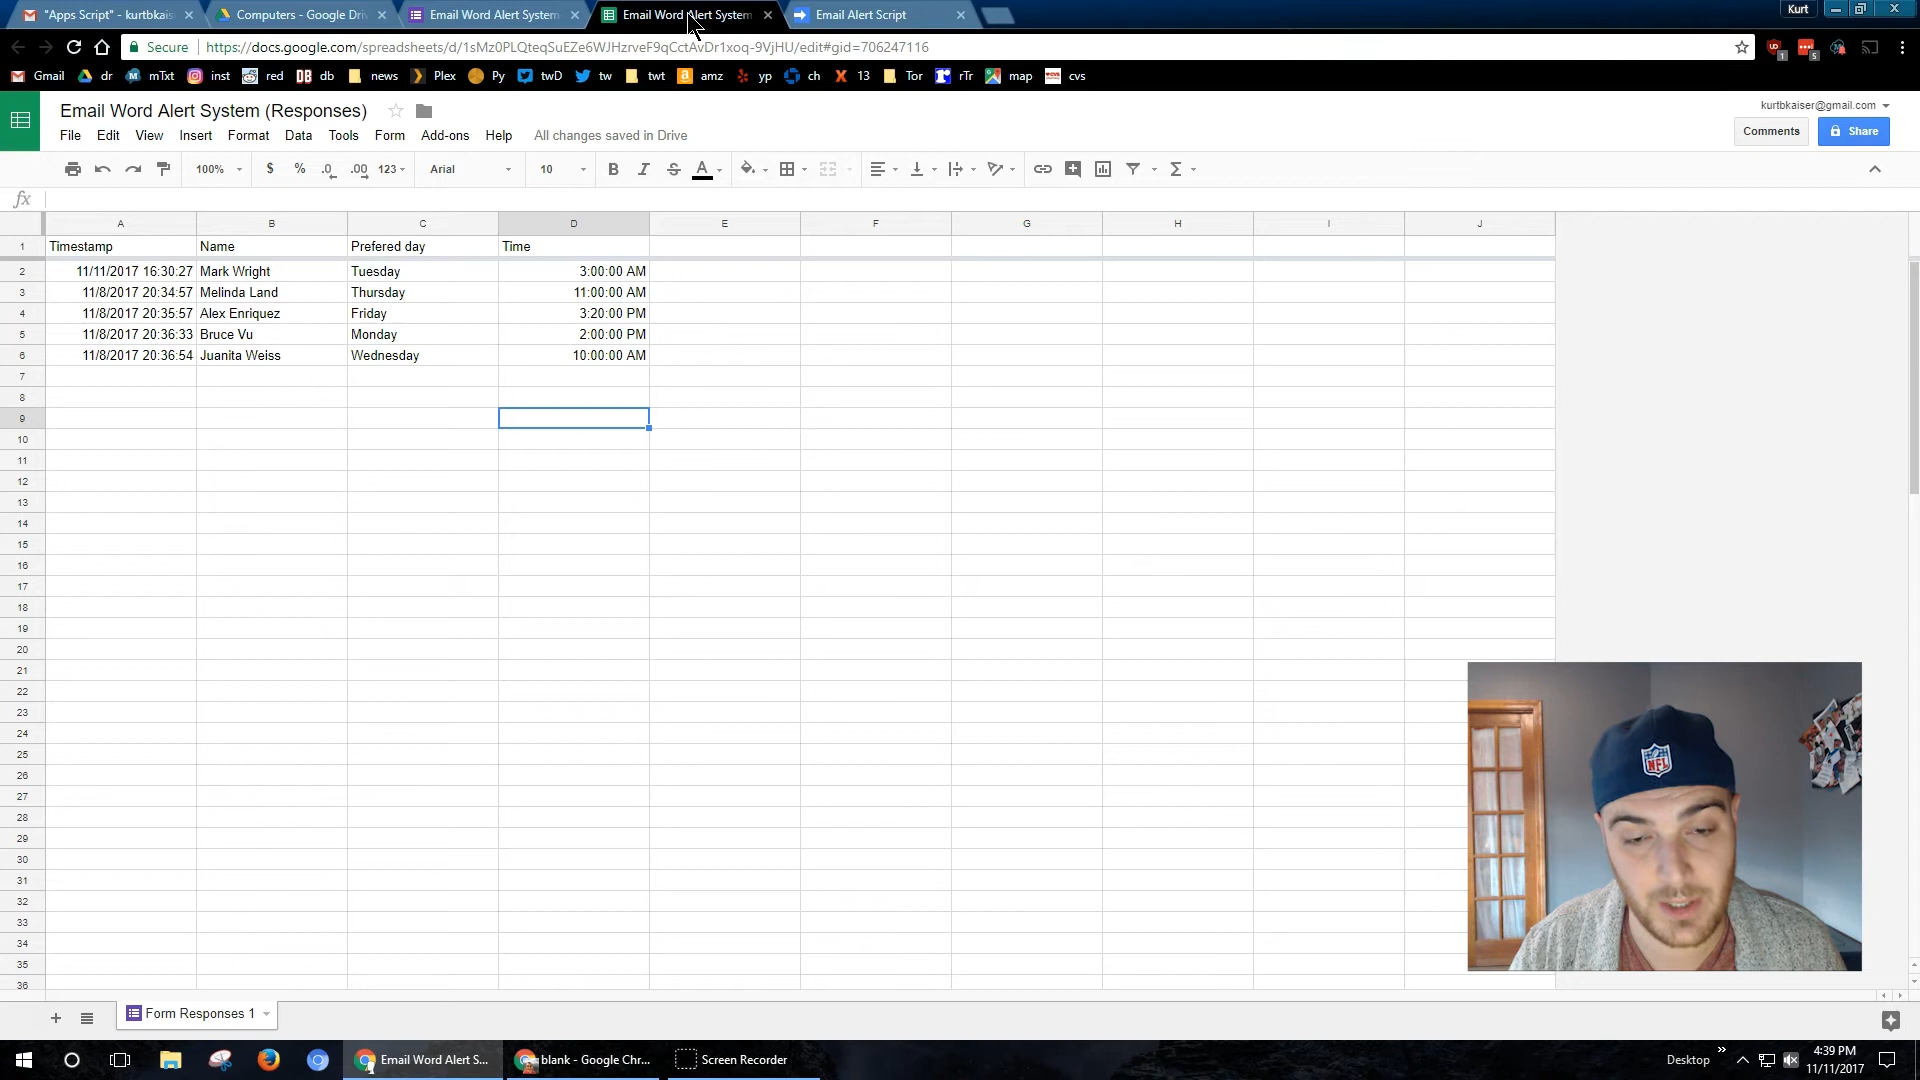 "Apps Script" - kurtbkais
Computers - Google Driv
Email Word Alert System
Email Word Alert System
Email Alert Script
Kurt
Secure
https://docs.google.com/spreadsheets/d/1sMz0PLQteqSuEZe6WJHzrveF9qCctAvDr1xoq-9VjHU/edit#gid=706247116
Gmail dr mTxt inst red db news Plex Py twD tw twt amz yp ch 13 Tor rTr map cvs
Email Word Alert System (Responses)
kurtbkaiser@gmail.com
File Edit View Insert Format Data Tools Form Add-ons Help All changes saved in Drive
Comments Share
100% $ % .0 .00 123 Arial 10 B I S A
fx
A B C D E F G H I J
1 Timestamp Name Prefered day Time
2 11/11/2017 16:30:27 Mark Wright Tuesday 3:00:00 AM
3 11/8/2017 20:34:57 Melinda Land Thursday 11:00:00 AM
4 11/8/2017 20:35:57 Alex Enriquez Friday 3:20:00 PM
5 11/8/2017 20:36:33 Bruce Vu Monday 2:00:00 PM
6 11/8/2017 20:36:54 Juanita Weiss Wednesday 10:00:00 AM
7
8
9
10
11
12
13
14
15
16
17
18
19
20
21
22
23
24
25
26
27
28
29
30
31
32
33
34
35
36
NFL
Form Responses 1
Email Word Alert S...
blank - Google Chr...
Screen Recorder
Desktop
4:39 PM
11/11/2017